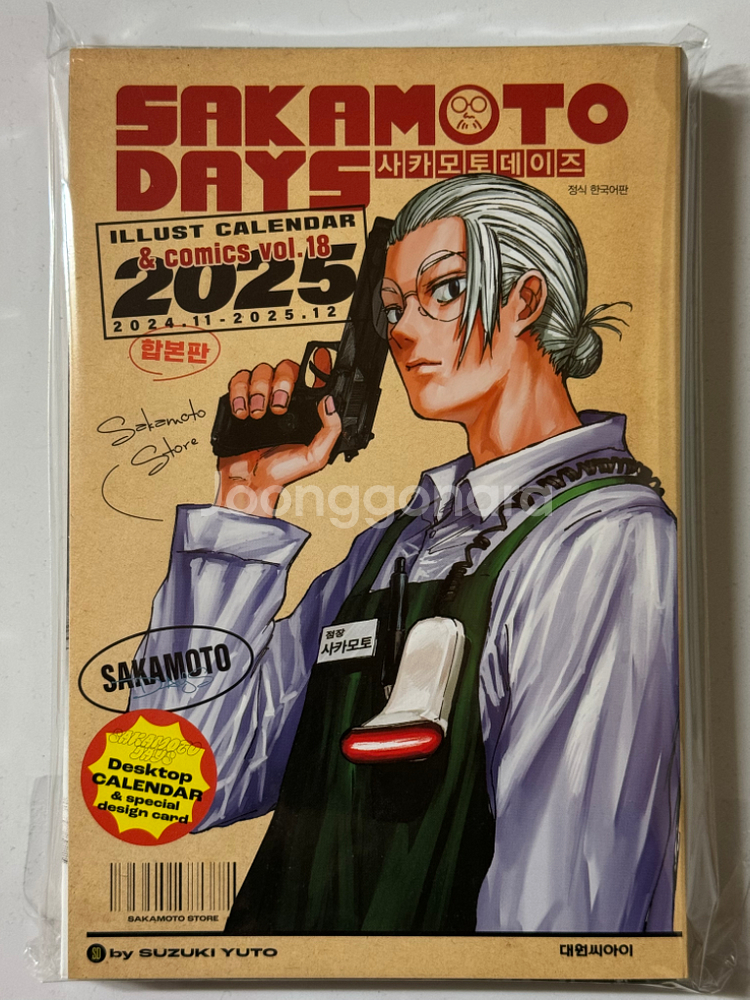 SAKAMOTO
DAYS
사카모토데이즈
정식 한국어판
ILLUST CALENDAR
& comics vol.18
2025
2024.11-2025.12
합본판
Sakamoto
Store
Joonggonara
점장
사카모토
SAKAMOTO
SAKAMOTO
DAYS
Desktop
CALENDAR
& special
design card
SAKAMOTO STORE
by SUZUKI YUTO
대원씨아이